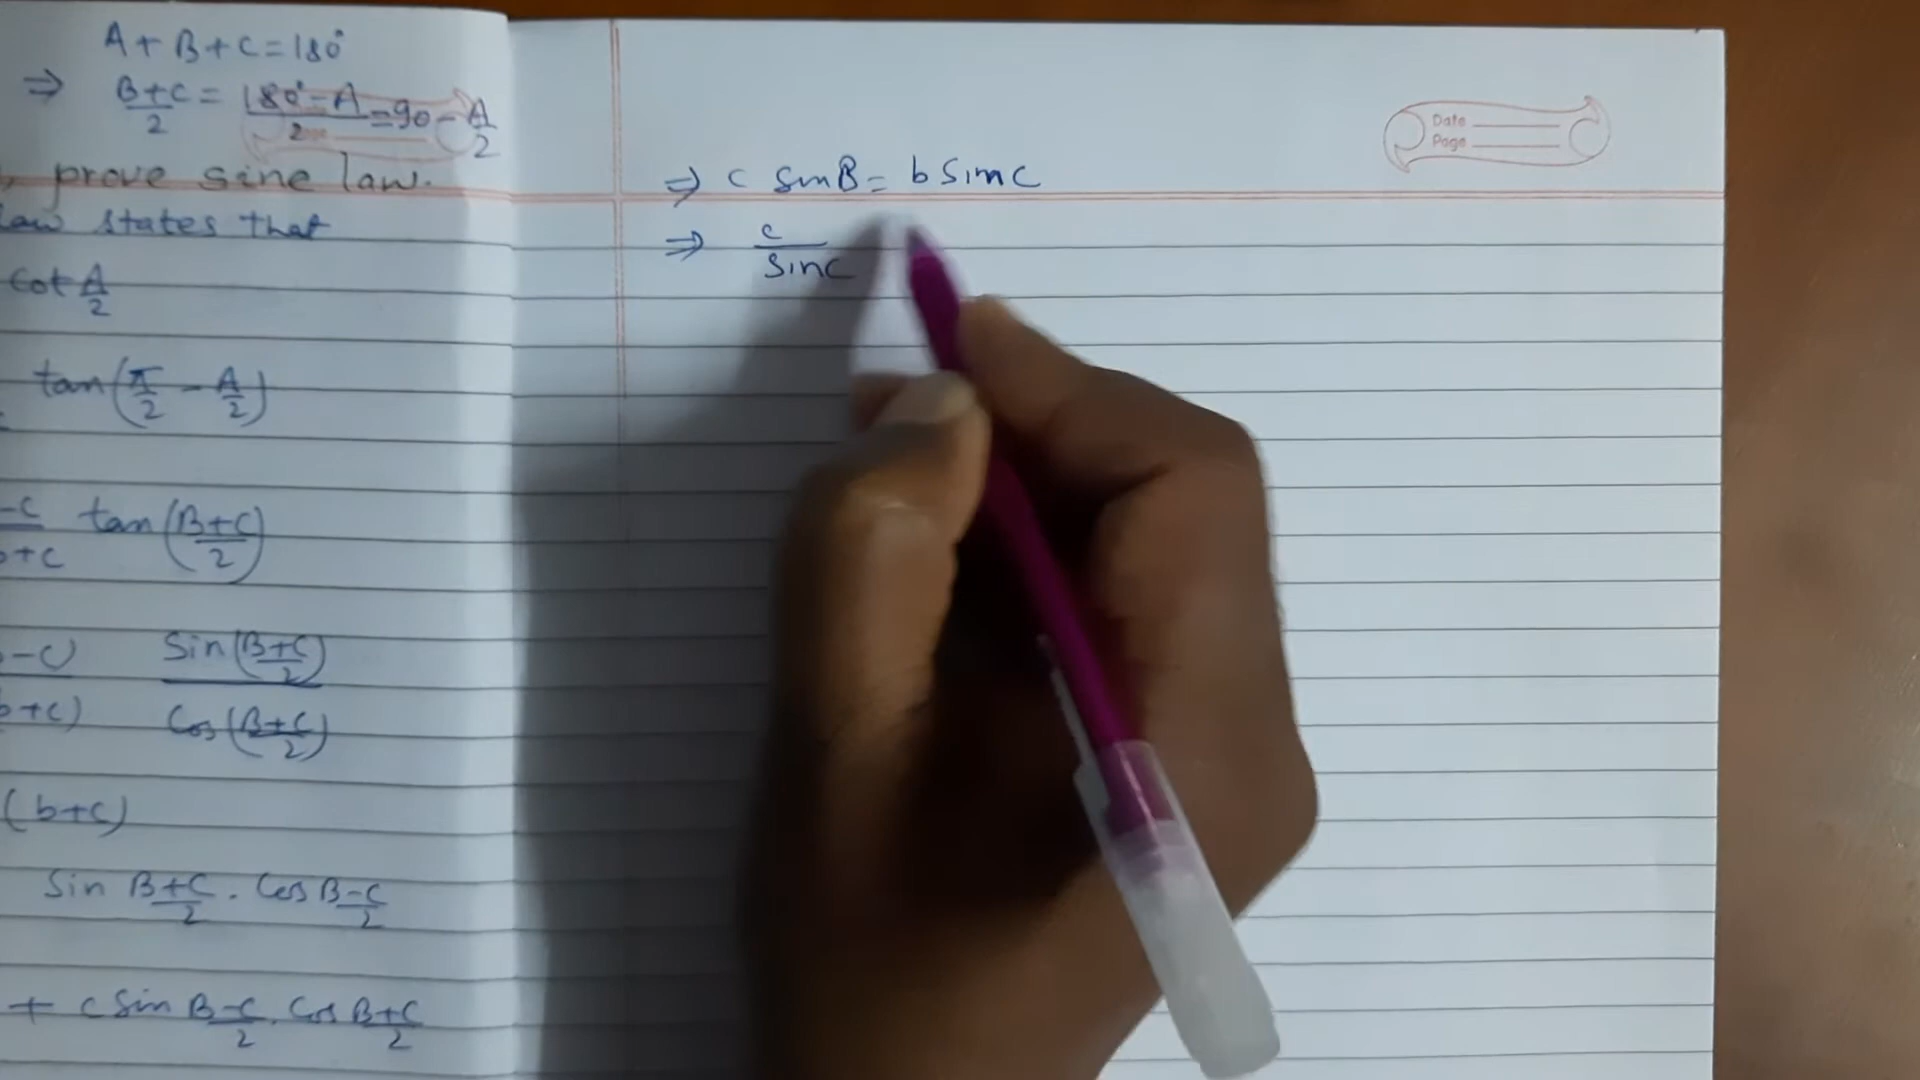 A + B + C = 180°
⇒ B+C/2 = 180°-A/2 = 90 - A/2
, prove sine law.
law states that
cot A/2
tan(π/2 - A/2)
-c/b+c tan(B+C/2)
-c) Sin(B+C/2)
b+c) Cos(B+C/2)
(b+c)
Sin B+C/2 . Cos B-C/2
+ c Sin B-C/2 . Cos B+C/2
Date
Page
⇒ c sin B = b sin C
⇒ c/Sin C